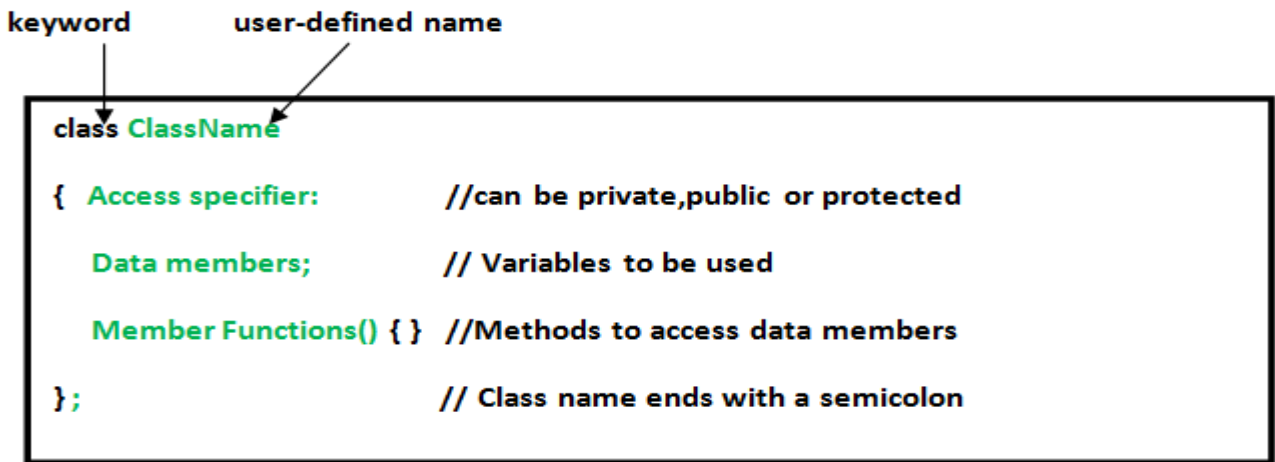 keyword user-defined name
class ClassName
{ Access specifier: //can be private,public or protected
Data members; // Variables to be used
Member Functions() { } //Methods to access data members
} ; // Class name ends with a semicolon